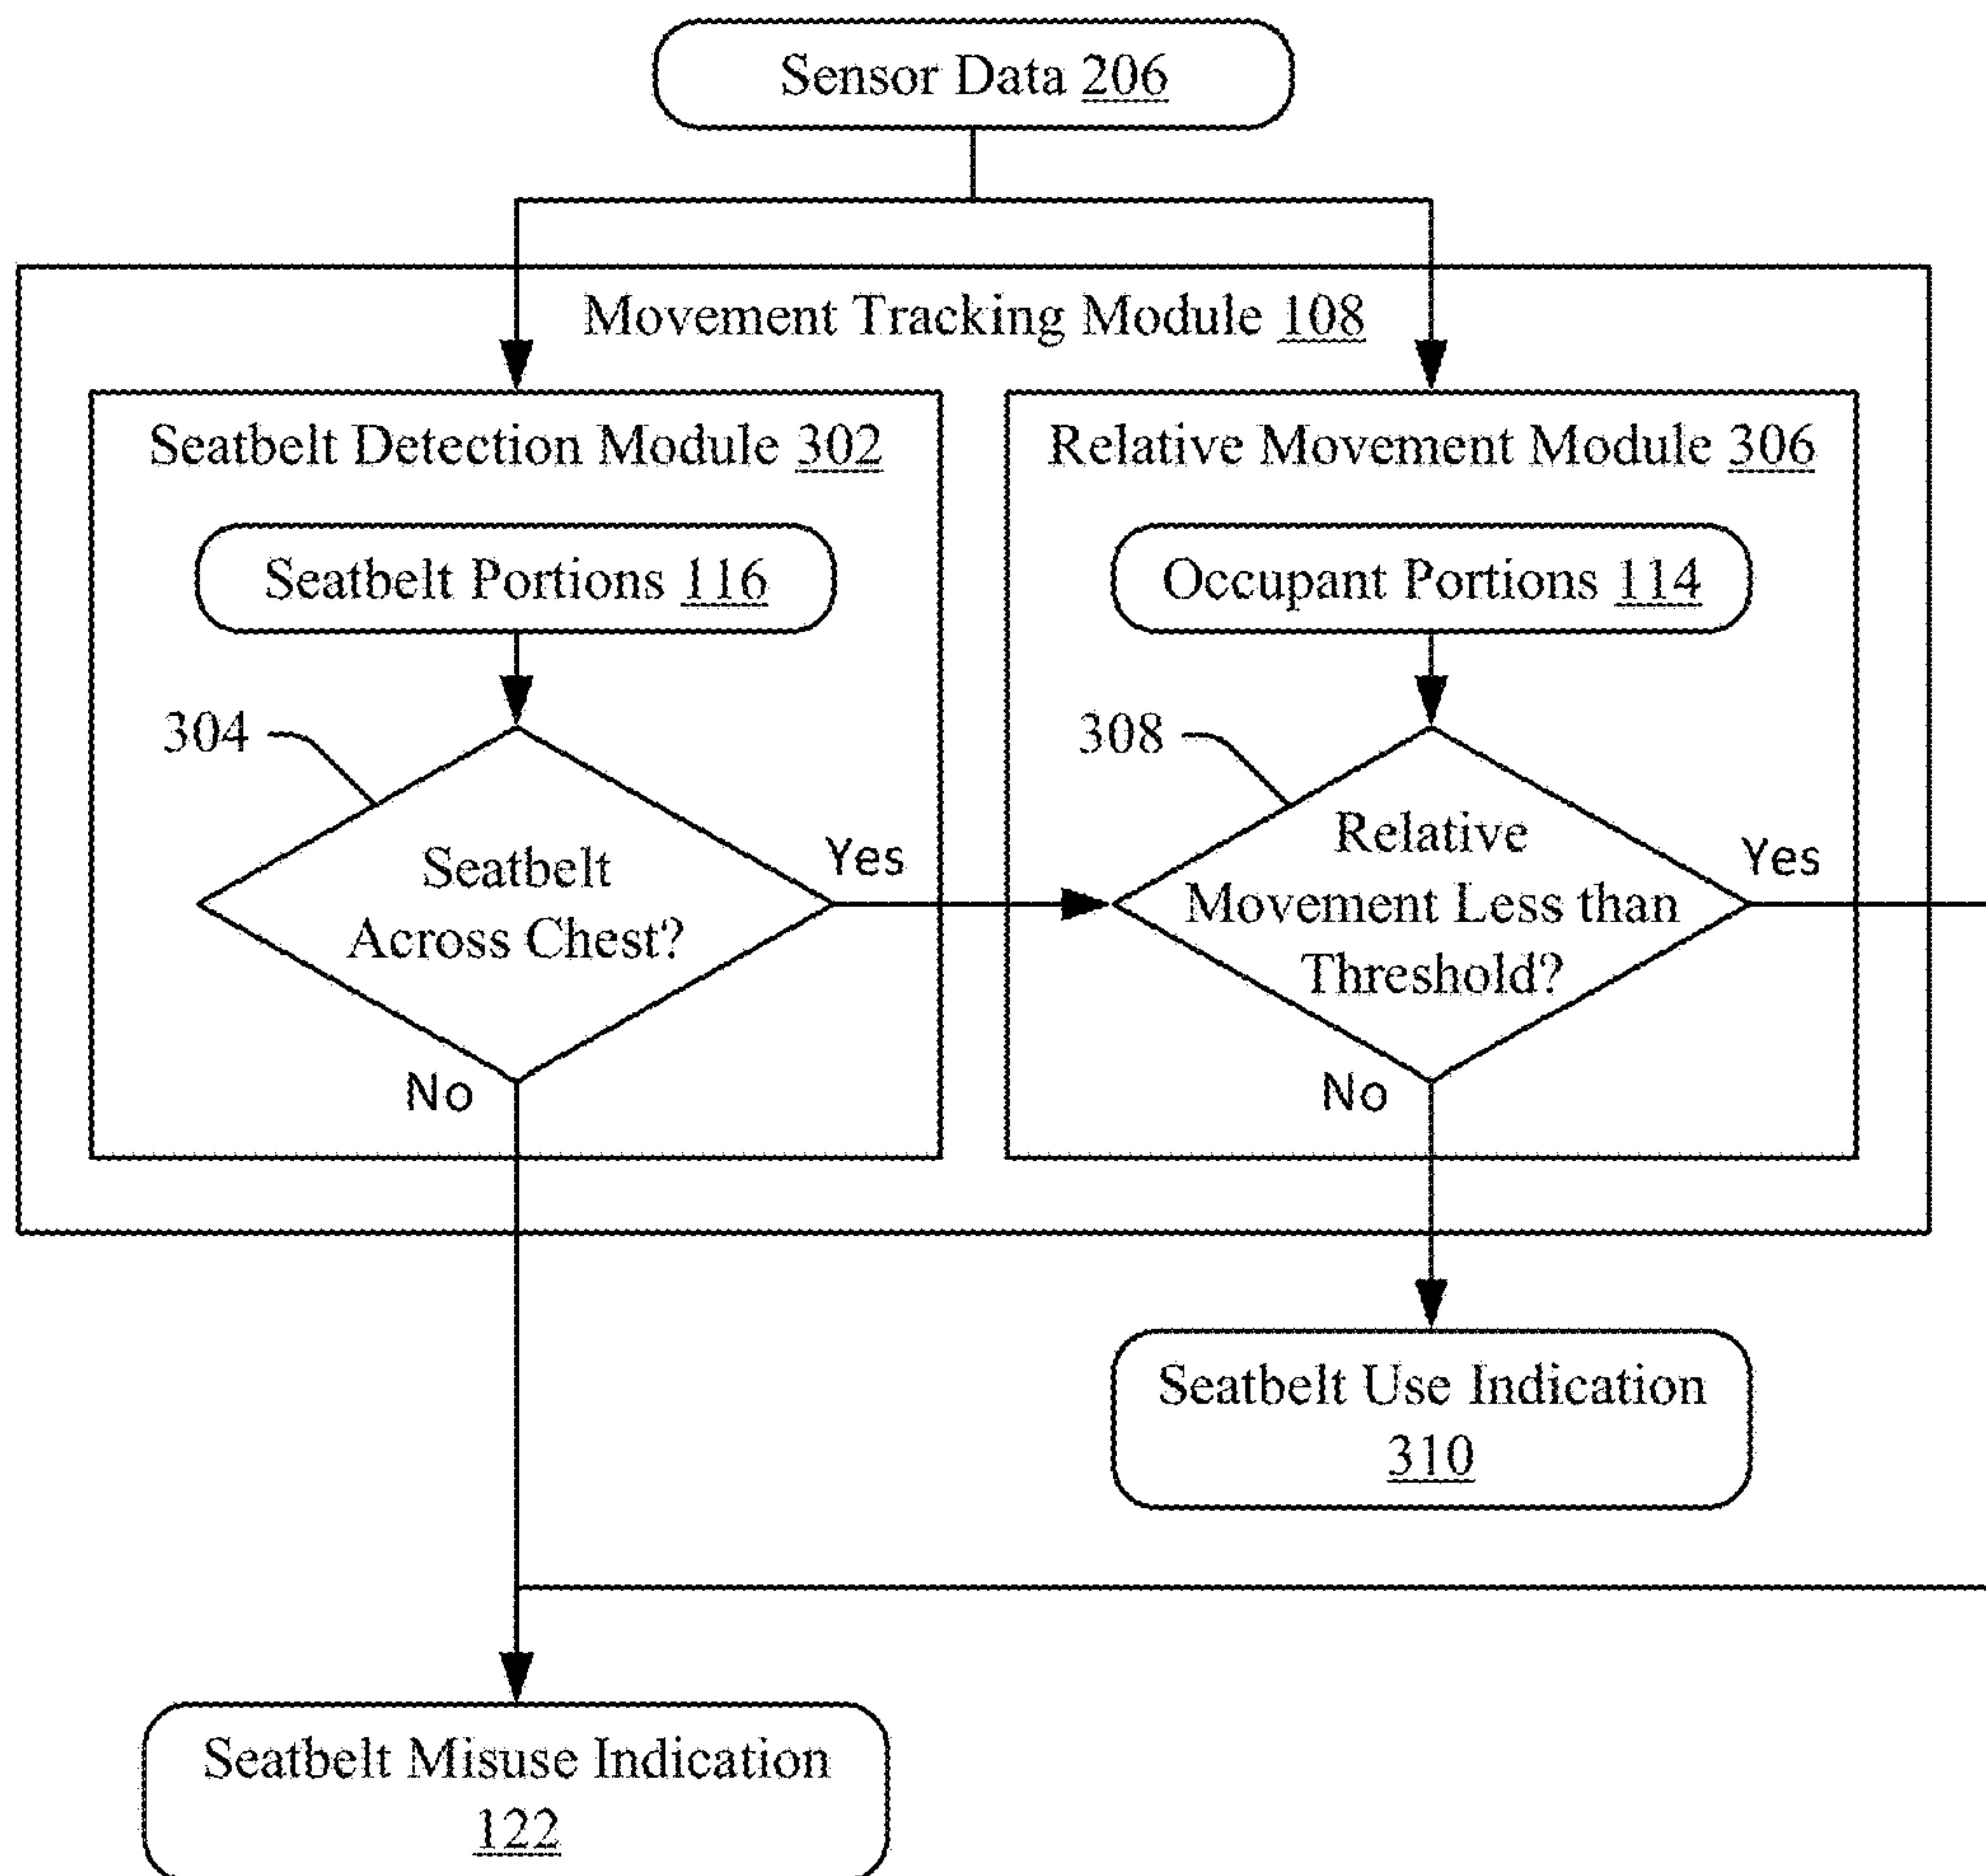 Sensor Data 206
Movement Tracking Module 108
Seatbelt Detection Module 302
Seatbelt Portions 116
304
Seatbelt
Across Chest?
Yes
No
Relative Movement Module 306
Occupant Portions 114
308
Relative
Movement Less than
Threshold?
Yes
No
Seatbelt Use Indication
310
Seatbelt Misuse Indication
122